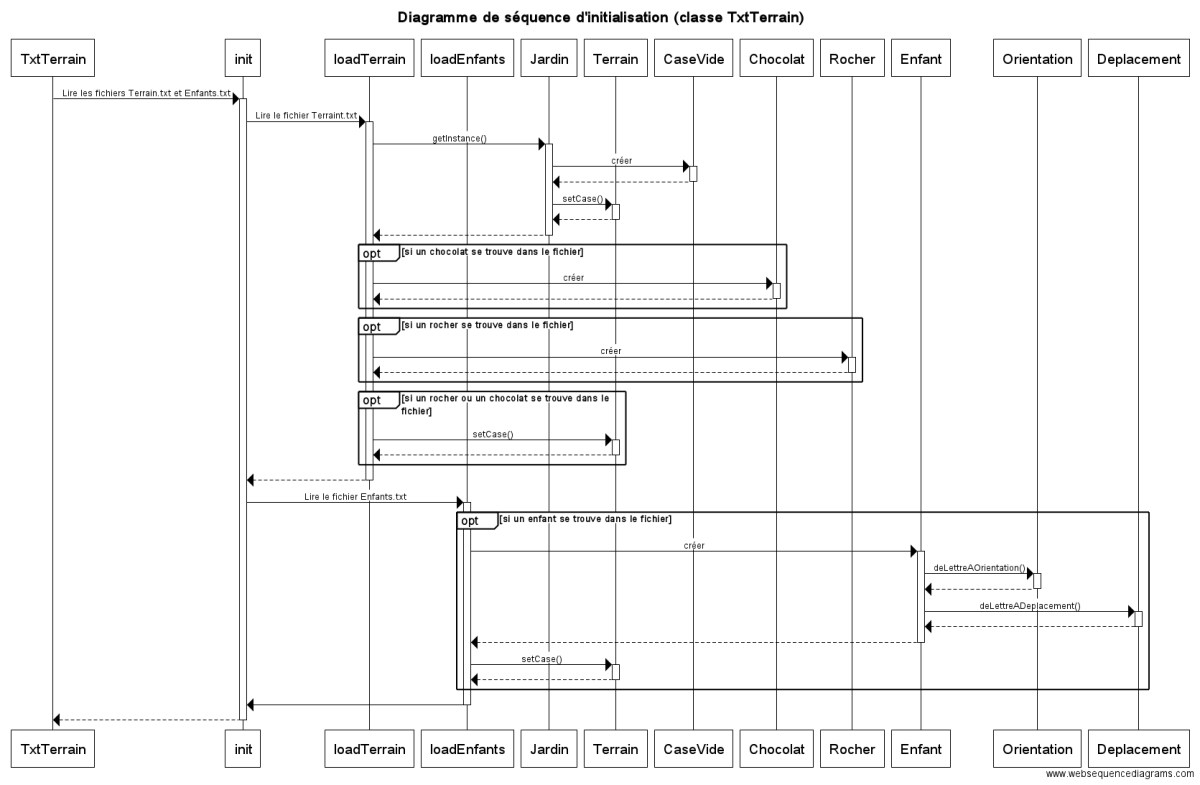 Diagramme de séquence d'initialisation (classe TxtTerrain)
TxtTerrain init loadTerrain loadEnfants Jardin Terrain CaseVide Chocolat Rocher Enfant Orientation Deplacement
Lire les fichiers Terrain.txt et Enfants.txt
Lire le fichier Terraint.txt
getInstance()
créer
setCase()
opt [si un chocolat se trouve dans le fichier]
créer
opt [si un rocher se trouve dans le fichier]
créer
opt [si un rocher ou un chocolat se trouve dans le
fichier]
setCase()
Lire le fichier Enfants.txt
opt [si un enfant se trouve dans le fichier]
créer
deLettreAOrientation()
deLettreADeplacement()
setCase()
TxtTerrain init loadTerrain loadEnfants Jardin Terrain CaseVide Chocolat Rocher Enfant Orientation Deplacement
www.websequencediagrams.com